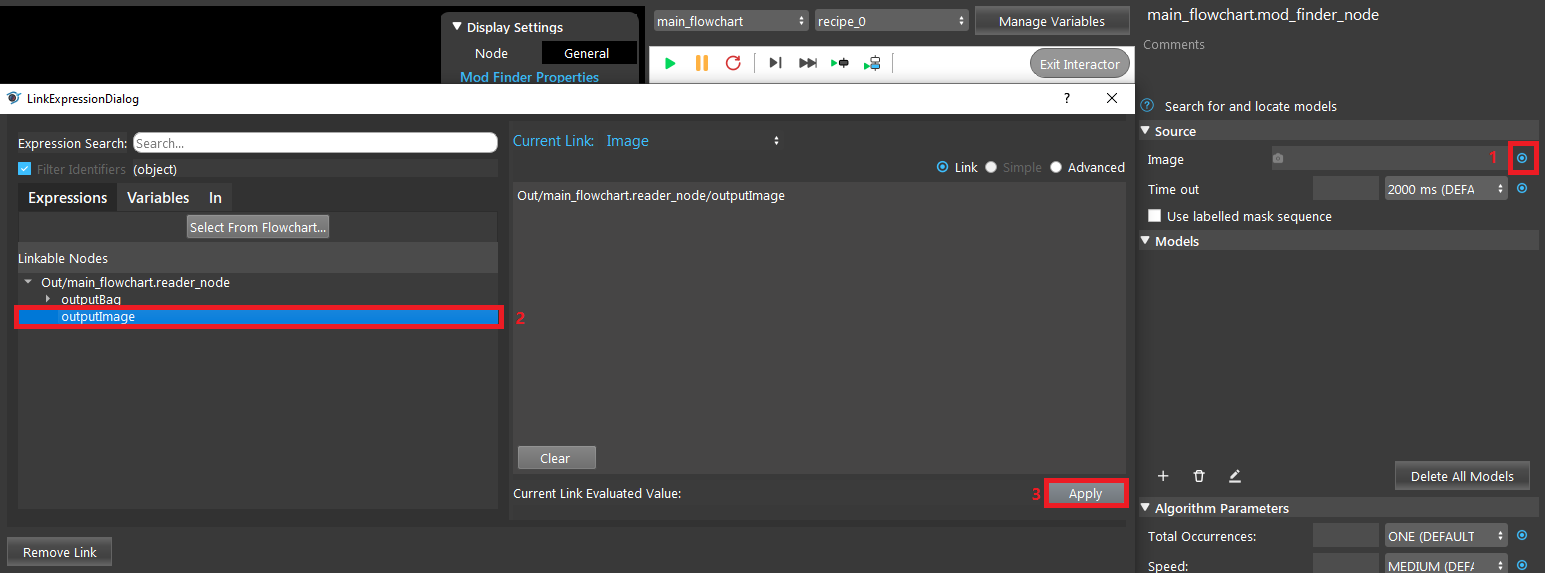 Display Settings
Node General
Mod Finder Properties
main_flowchart recipe_0 Manage Variables
Exit Interactor
LinkExpressionDialog
?
Expression Search: Search...
Filter Identifiers (object)
Expressions Variables In
Select From Flowchart...
Linkable Nodes
Out/main_flowchart.reader_node
outputBag
outputImage 2
Current Link: Image
Link Simple Advanced
Out/main_flowchart.reader_node/outputImage
Clear
Current Link Evaluated Value: 3 Apply
Remove Link
main_flowchart.mod_finder_node
Comments
? Search for and locate models
Source
Image 1
Time out 2000 ms (DEFA
Use labelled mask sequence
Models
Delete All Models
Algorithm Parameters
Total Occurrences: ONE (DEFAULT
Speed: MEDIUM (DEFA